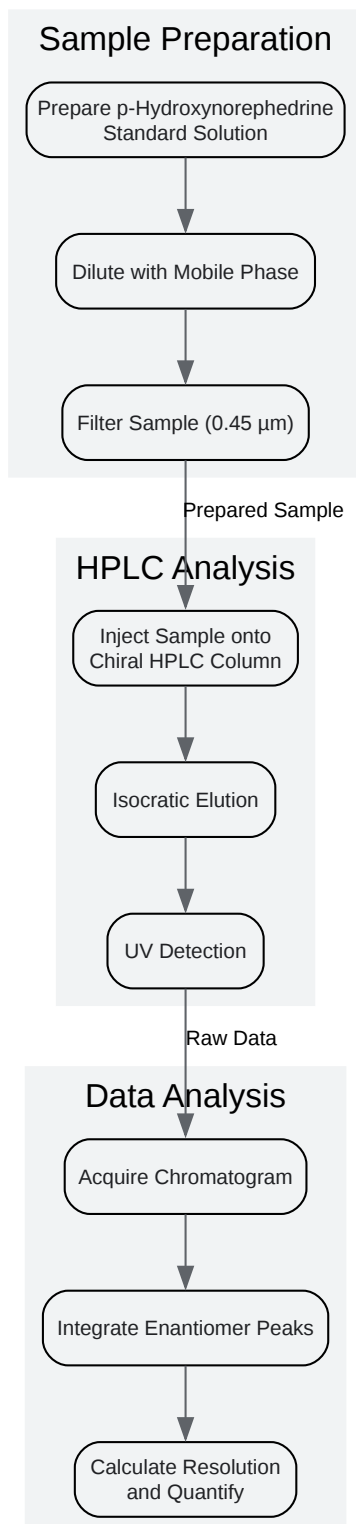 Sample Preparation
Prepare p-Hydroxynorephedrine
Standard Solution
Dilute with Mobile Phase
Filter Sample (0.45 µm)
Prepared Sample
HPLC Analysis
Inject Sample onto
Chiral HPLC Column
Isocratic Elution
UV Detection
Raw Data
Data Analysis
Acquire Chromatogram
Integrate Enantiomer Peaks
Calculate Resolution
and Quantify